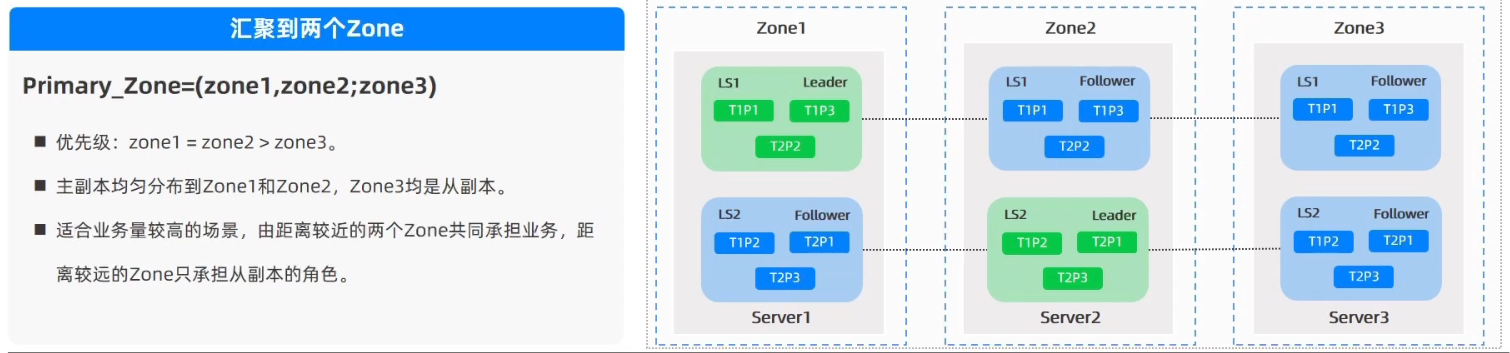 汇聚到两个Zone
Primary_Zone=(zone1,zone2;zone3)
■ 优先级：zone1 = zone2 > zone3。
■ 主副本均匀分布到Zone1和Zone2，Zone3均是从副本。
■ 适合业务量较高的场景，由距离较近的两个Zone共同承担业务，距
离较远的Zone只承担从副本的角色。
Zone1
LS1 Leader
T1P1 T1P3
T2P2
LS2 Follower
T1P2 T2P1
T2P3
Server1
Zone2
LS1 Follower
T1P1 T1P3
T2P2
LS2 Leader
T1P2 T2P1
T2P3
Server2
Zone3
LS1 Follower
T1P1 T1P3
T2P2
LS2 Follower
T1P2 T2P1
T2P3
Server3